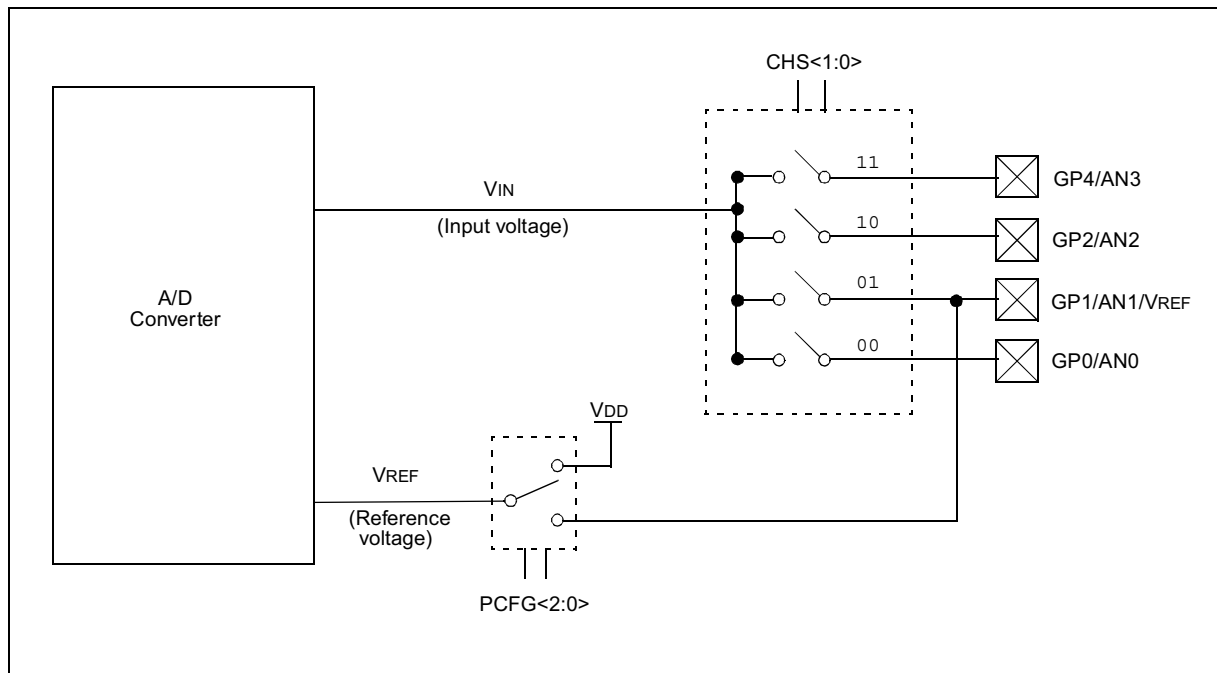 CHS<1:0>
11
GP4/AN3
VIN
(Input voltage)
10
GP2/AN2
A/D
Converter
01
GP1/AN1/VREF
00
GP0/AN0
VDD
VREF
(Reference
voltage)
PCFG<2:0>